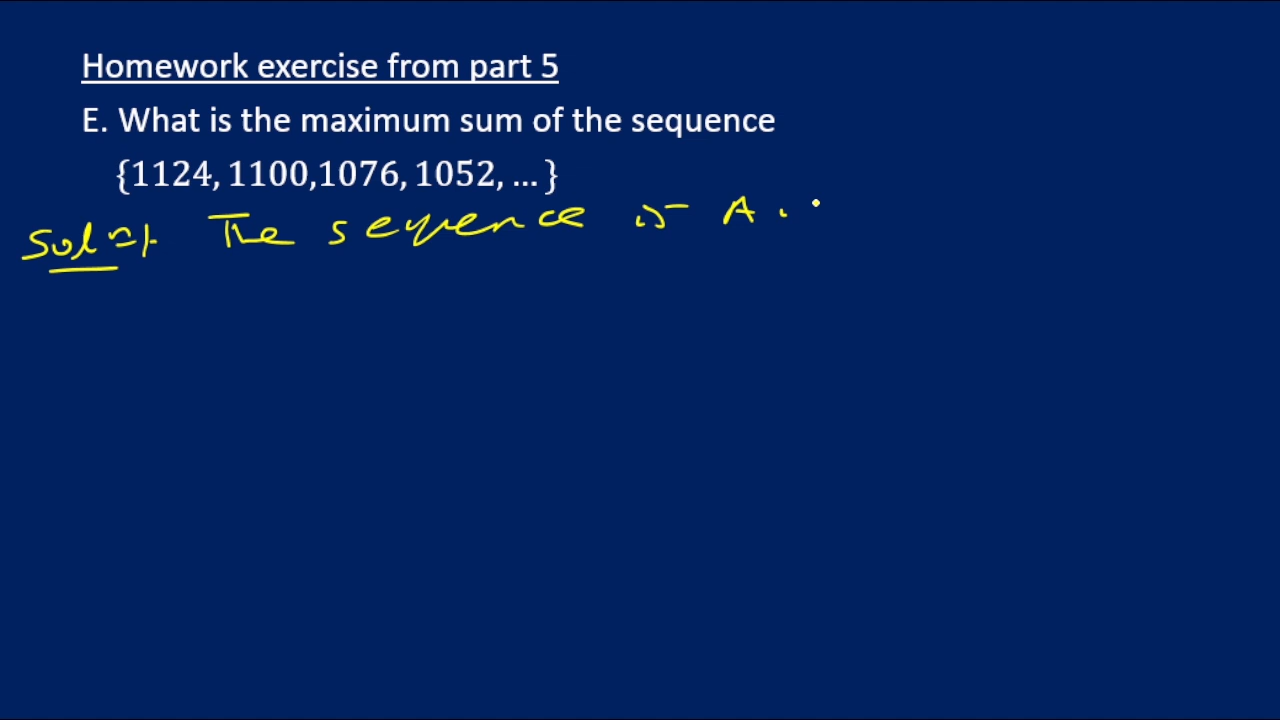 Homework exercise from part 5
E. What is the maximum sum of the sequence
{1124, 1100,1076, 1052, … }
Soln: The sequence is A.